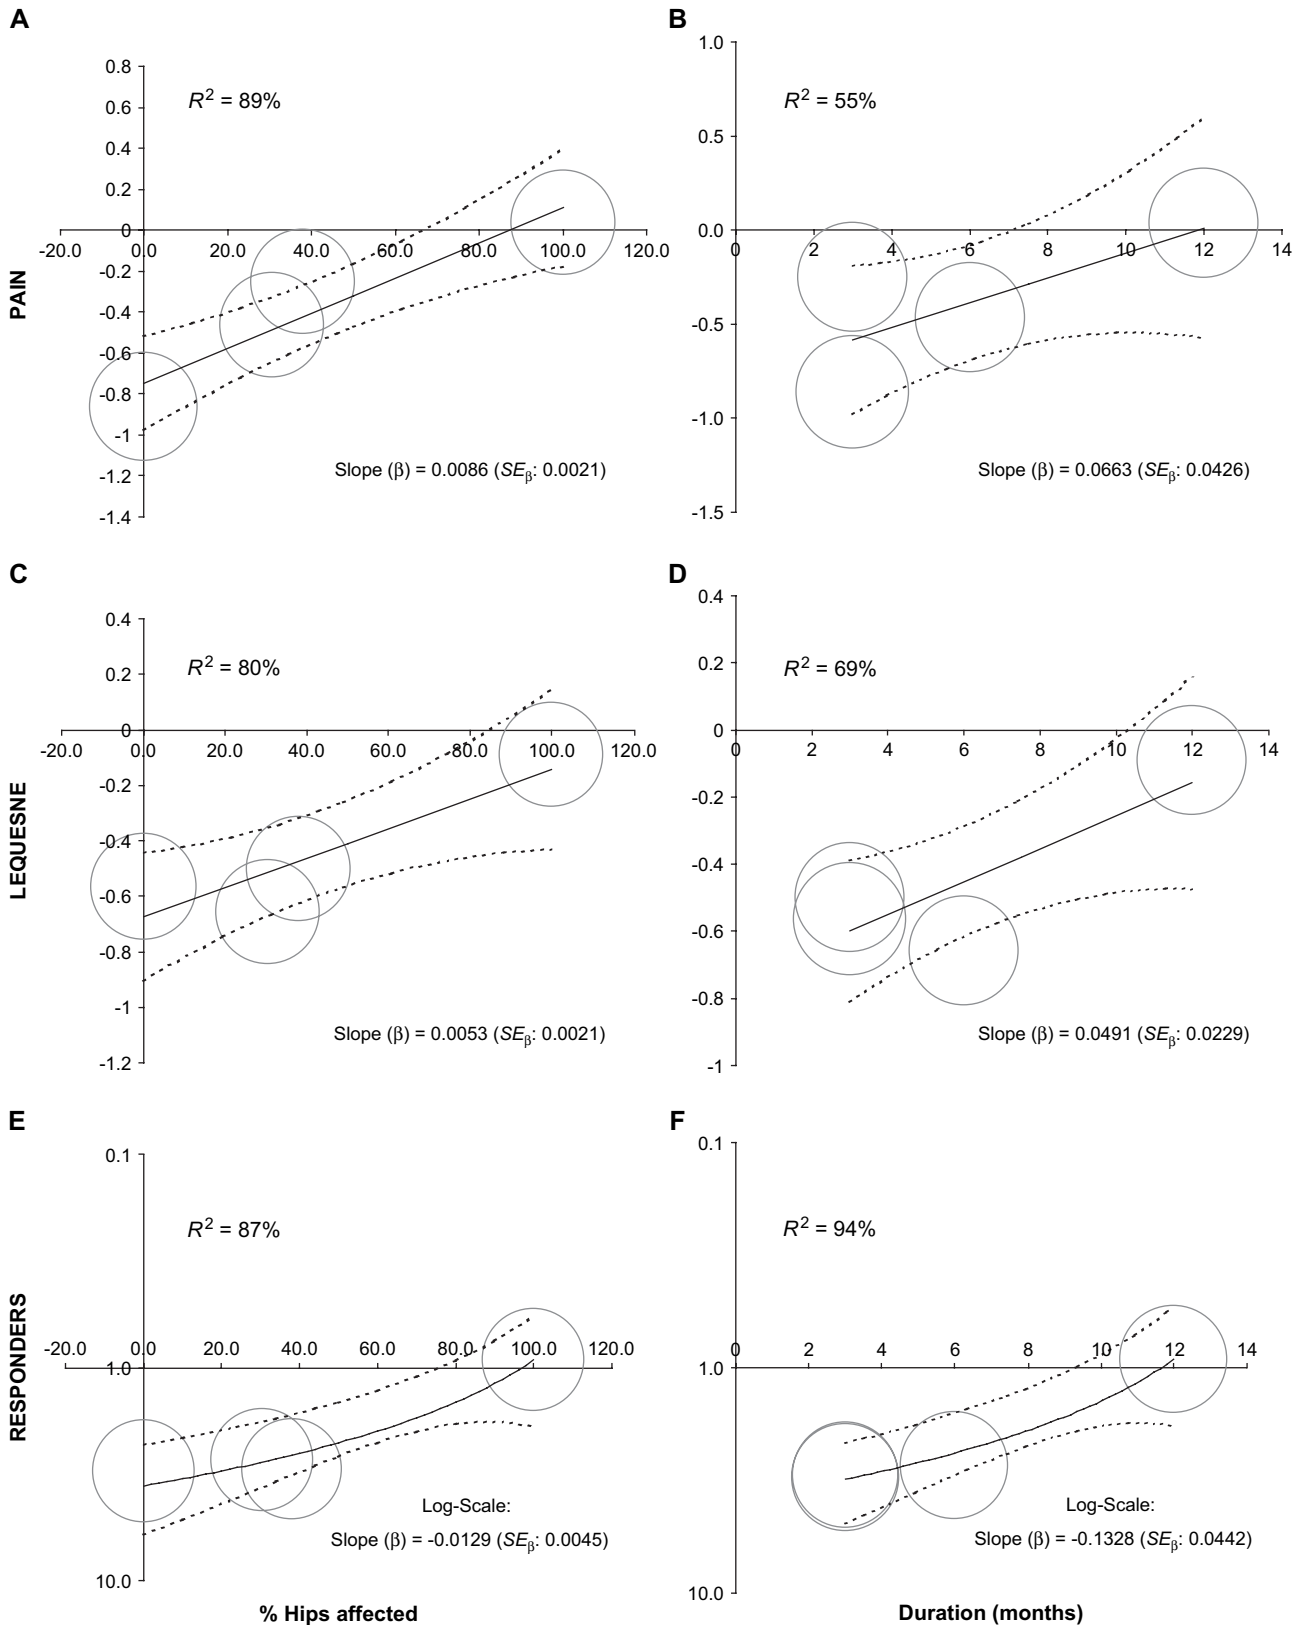 A
0.8
0.6
0.4
0.2
0
-0.2
-0.4
-0.6
-0.8
-1
-1.2
-1.4
-20.0 0.0 20.0 40.0 60.0 80.0 100.0 120.0
R² = 89%
PAIN
Slope (β) = 0.0086 (SEβ: 0.0021)
B
1.0
0.5
0.0
-0.5
-1.0
-1.5
0 2 4 6 8 10 12 14
R² = 55%
Slope (β) = 0.0663 (SEβ: 0.0426)
C
0.4
0.2
0
-0.2
-0.4
-0.6
-0.8
-1
-1.2
-20.0 0.0 20.0 40.0 60.0 80.0 100.0 120.0
R² = 80%
LEQUESNE
Slope (β) = 0.0053 (SEβ: 0.0021)
D
0.4
0.2
0
-0.2
-0.4
-0.6
-0.8
-1
0 2 4 6 8 10 12 14
R² = 69%
Slope (β) = 0.0491 (SEβ: 0.0229)
E
0.1
1.0
10.0
-20.0 0.0 20.0 40.0 60.0 80.0 100.0 120.0
R² = 87%
RESPONDERS
Log-Scale:
Slope (β) = -0.0129 (SEβ: 0.0045)
% Hips affected
F
0.1
1.0
10.0
0 2 4 6 8 10 12 14
R² = 94%
Log-Scale:
Slope (β) = -0.1328 (SEβ: 0.0442)
Duration (months)